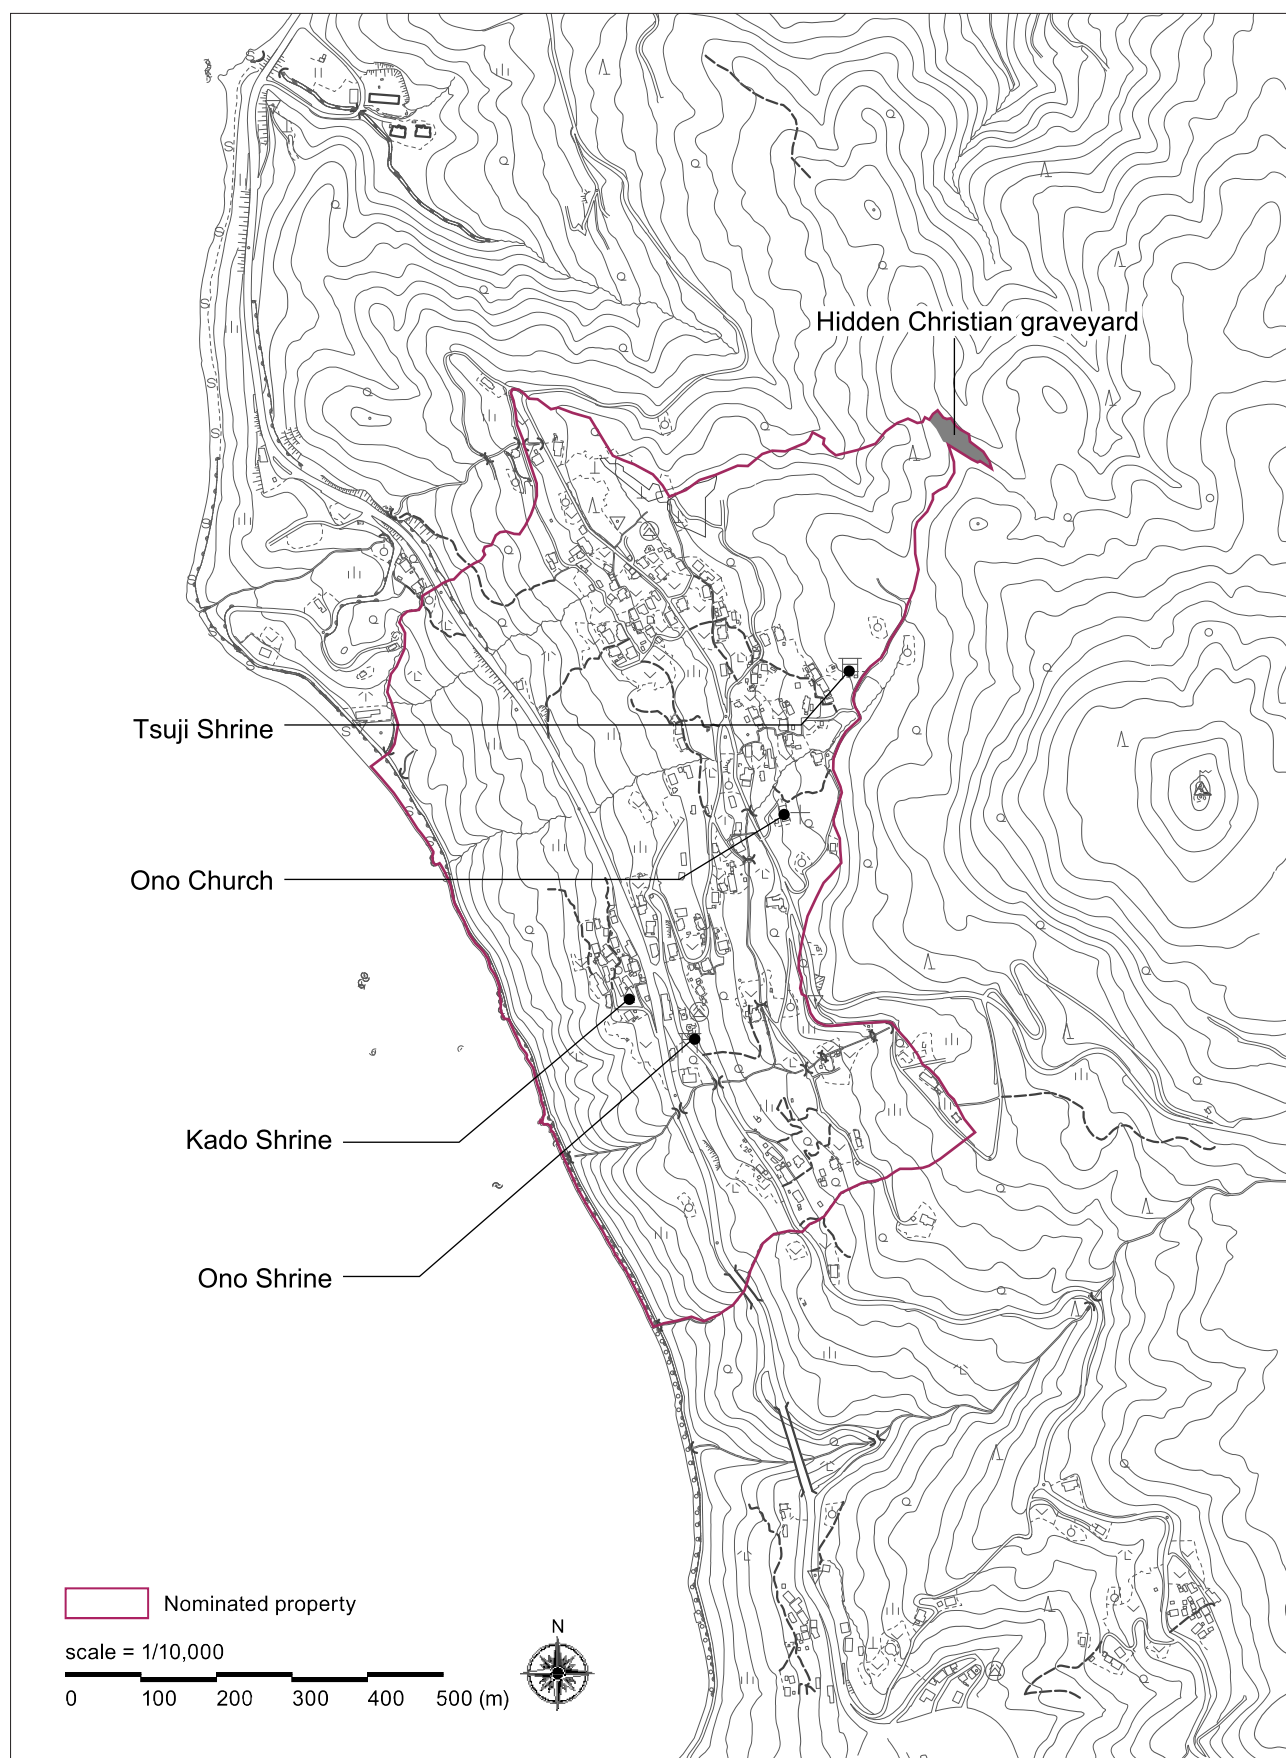 Hidden Christian graveyard
Tsuji Shrine
Ono Church
Kado Shrine
Ono Shrine
Nominated property
scale = 1/10,000
0 100 200 300 400 500 (m)
N